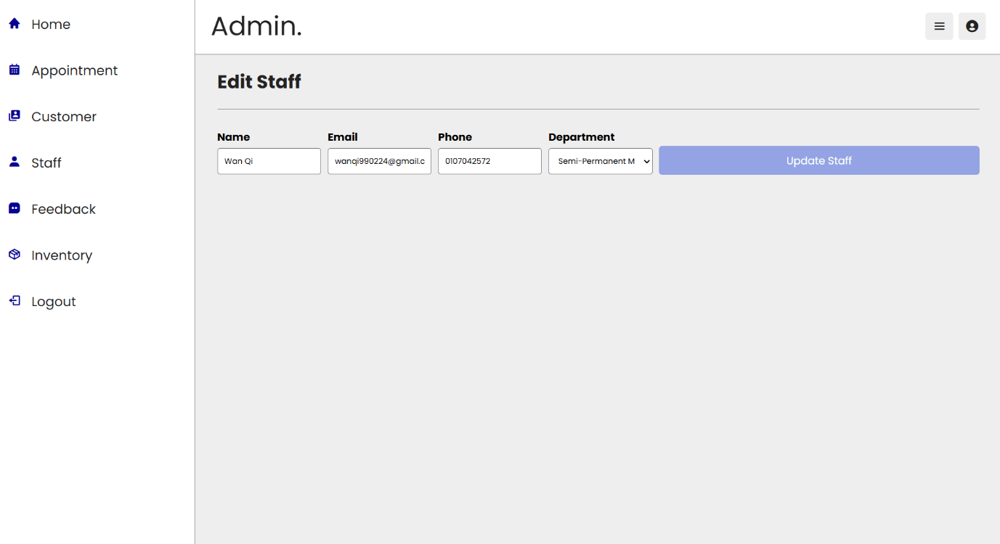 Home
Appointment
Customer
Staff
Feedback
Inventory
Logout
Admin.
Edit Staff
Name Email Phone Department
Wan Qi wanqi990224@gmail.c 0107042572 Semi-Permanent M Update Staff